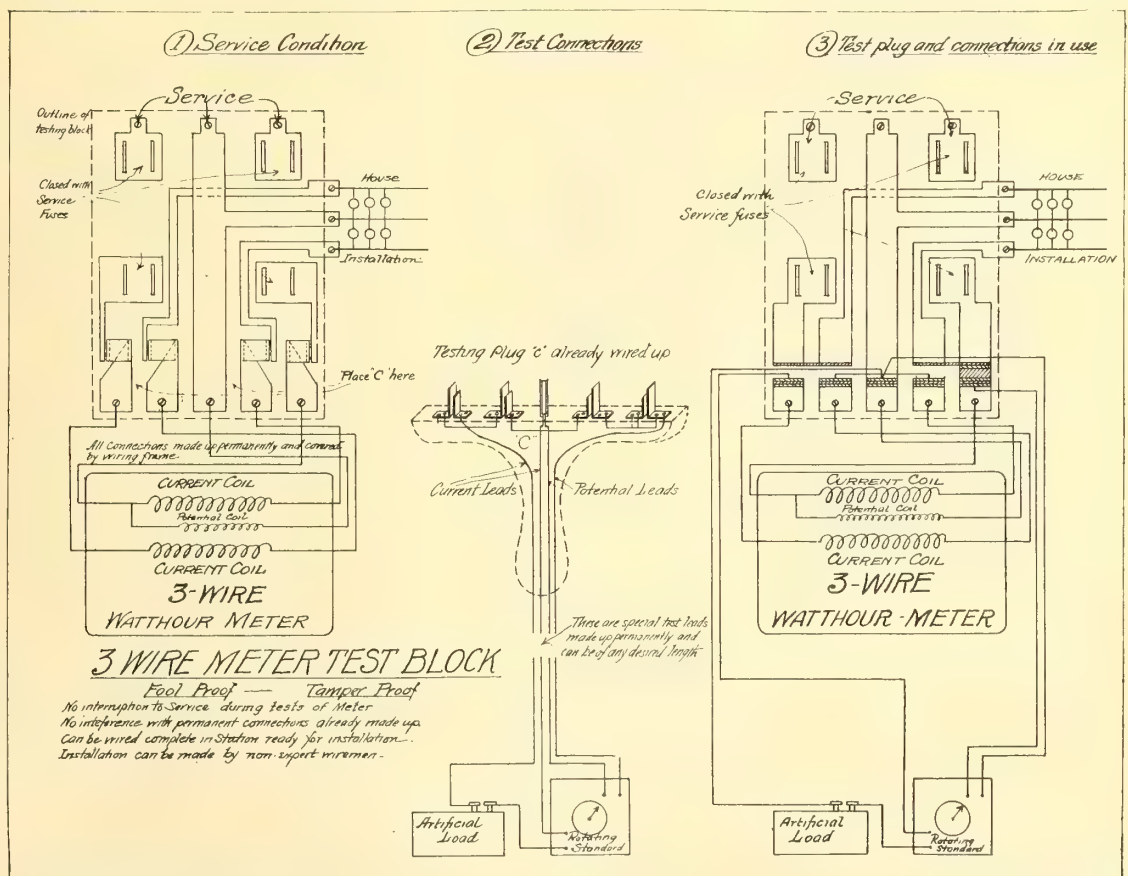 ① Service Condition
② Test Connections
③ Test plug and connections in use
Service
Outline of
testing block
Closed with
Service
Fuses
House
Installation
Place "C" here
All Connections made up permanently and covered
by wiring frame.
CURRENT COIL
Potential Coil
CURRENT COIL
3-WIRE
WATTHOUR METER
Testing Plug "C" already wired up
C
Current Leads
Potential Leads
These are special test leads
made up permanently and
can be of any desired length
Artificial
Load
Rotating
Standard
Service
Closed with
Service fuses
HOUSE
INSTALLATION
CURRENT COIL
Potential Coil
CURRENT COIL
3-WIRE
WATTHOUR-METER
Artificial
Load
Rotating
Standard
3 WIRE METER TEST BLOCK
Fool Proof — Tamper Proof
No interruption to Service during tests of Meter
No inteference with permanent connections already made up.
Can be wired complete in Station ready for installation.
Installation can be made by non-expert wiremen-